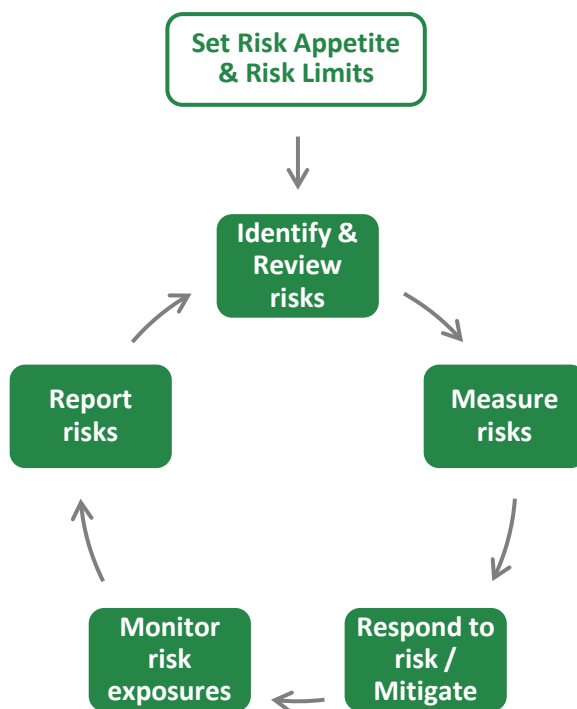 Set Risk Appetite
& Risk Limits
Identify &
Review
risks
Measure
risks
Respond to
risk /
Mitigate
Monitor
risk
exposures
Report
risks